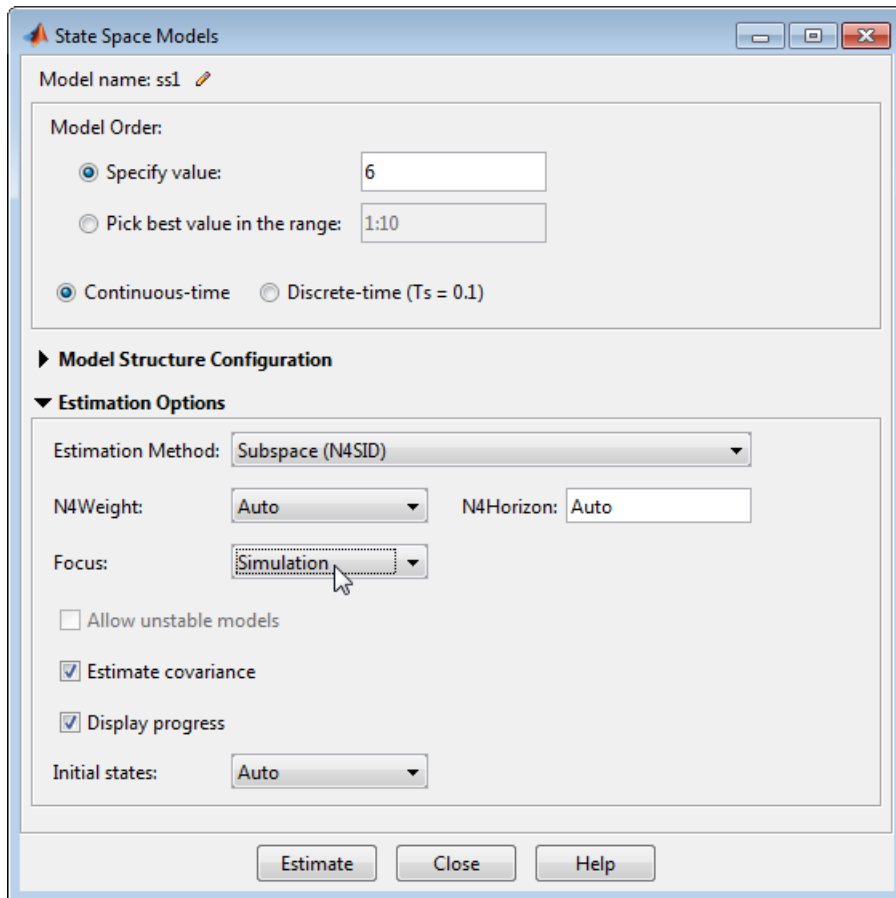 State Space Models
Model name: ss1
Model Order:
Specify value: 6
Pick best value in the range: 1:10
Continuous-time Discrete-time (Ts = 0.1)
Model Structure Configuration
Estimation Options
Estimation Method: Subspace (N4SID)
N4Weight: Auto N4Horizon: Auto
Focus: Simulation
Allow unstable models
Estimate covariance
Display progress
Initial states: Auto
Estimate Close Help